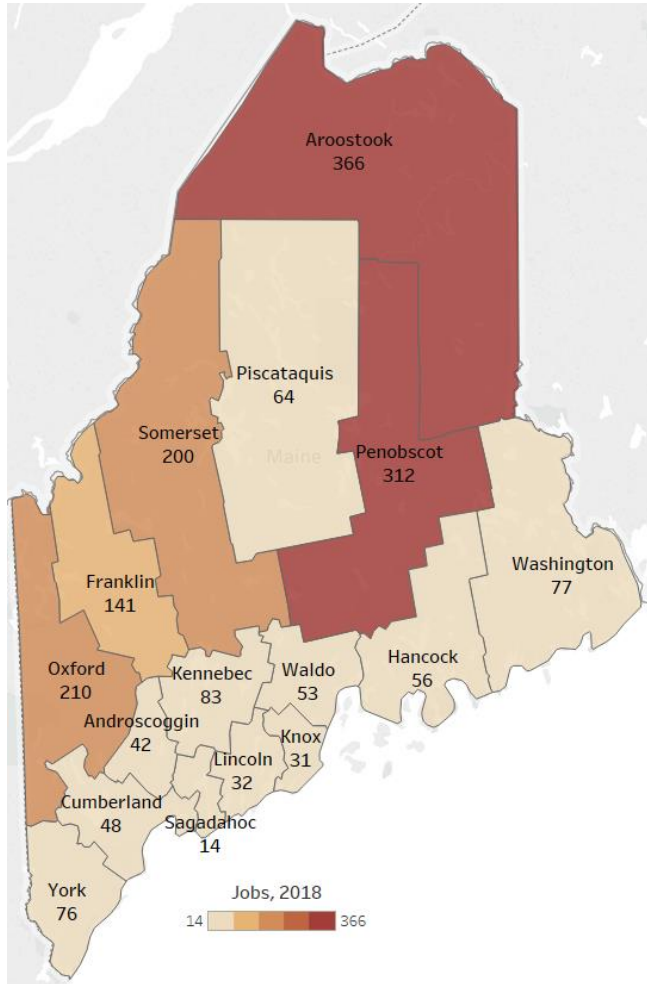 Aroostook
366
Piscataquis
64
Somerset
200
Maine
Penobscot
312
Washington
77
Franklin
141
Hancock
56
Oxford
210
Kennebec
83
Waldo
53
Androscoggin
42
Knox
31
Lincoln
32
Cumberland
48
Sagadahoc
14
York
76
Jobs, 2018
14 366